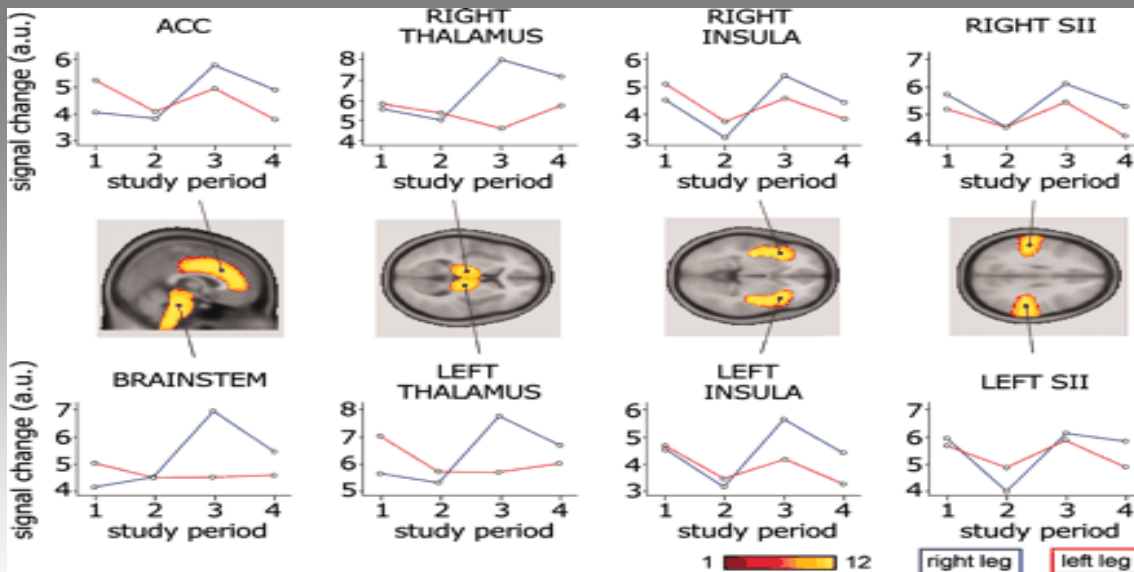 ACC
RIGHT
THALAMUS
RIGHT
INSULA
RIGHT SII
signal change (a.u.)
6
5
4
3
1 2 3 4
study period
8
7
6
5
4
1 2 3 4
study period
6
5
4
3
1 2 3 4
study period
6
5
4
3
1 2 3 4
study period
BRAINSTEM
LEFT
THALAMUS
LEFT
INSULA
LEFT SII
signal change (a.u.)
7
6
5
4
1 2 3 4
study period
8
7
6
5
1 2 3 4
study period
6
5
4
3
1 2 3 4
study period
7
6
5
4
1 2 3 4
study period
1 12
right leg
left leg